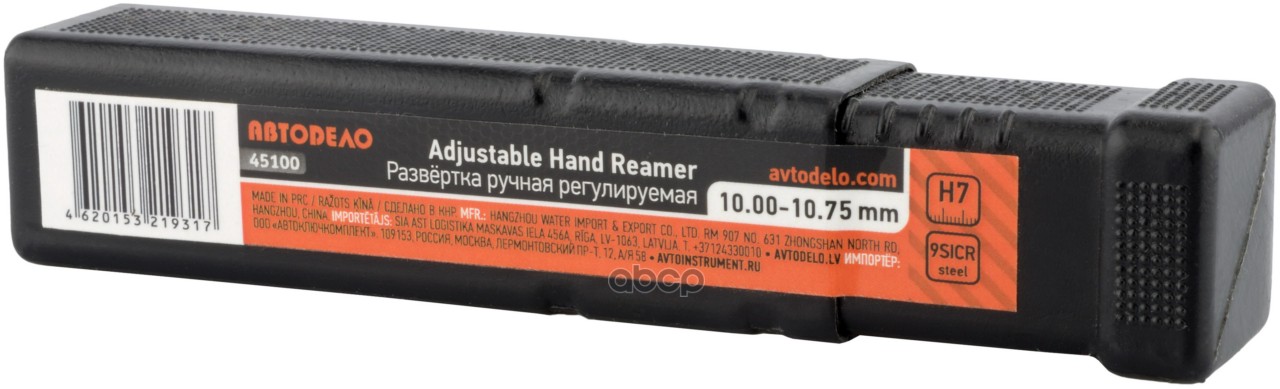 4 620153 219317
АВТОDЕЛО
45100
Adjustable Hand Reamer
Развёртка ручная регулируемая
avtodelo.com
10.00-10.75 mm
H7
9SICR
steel
MADE IN PRC / RAŽOTS ĶĪNĀ / СДЕЛАНО В КНР. MFR.: HANGZHOU WATER IMPORT & EXPORT CO., LTD. RM 907 NO. 631 ZHONGSHAN NORTH RD,
HANGZHOU, CHINA IMPORTĒTĀJS: SIA AST LOGISTIKA MASKAVAS IELA 456A, RĪGA, LV-1063, LATVIJA T. +37124330010 • AVTODELO.LV ИМПОРТЁР:
ООО «АВТОКЛЮЧКОМПЛЕКТ». 109153, РОССИЯ, МОСКВА, ЛЕРМОНТОВСКИЙ ПР-Т, 12, А/Я 58 • AVTOINSTRUMENT.RU
abcp